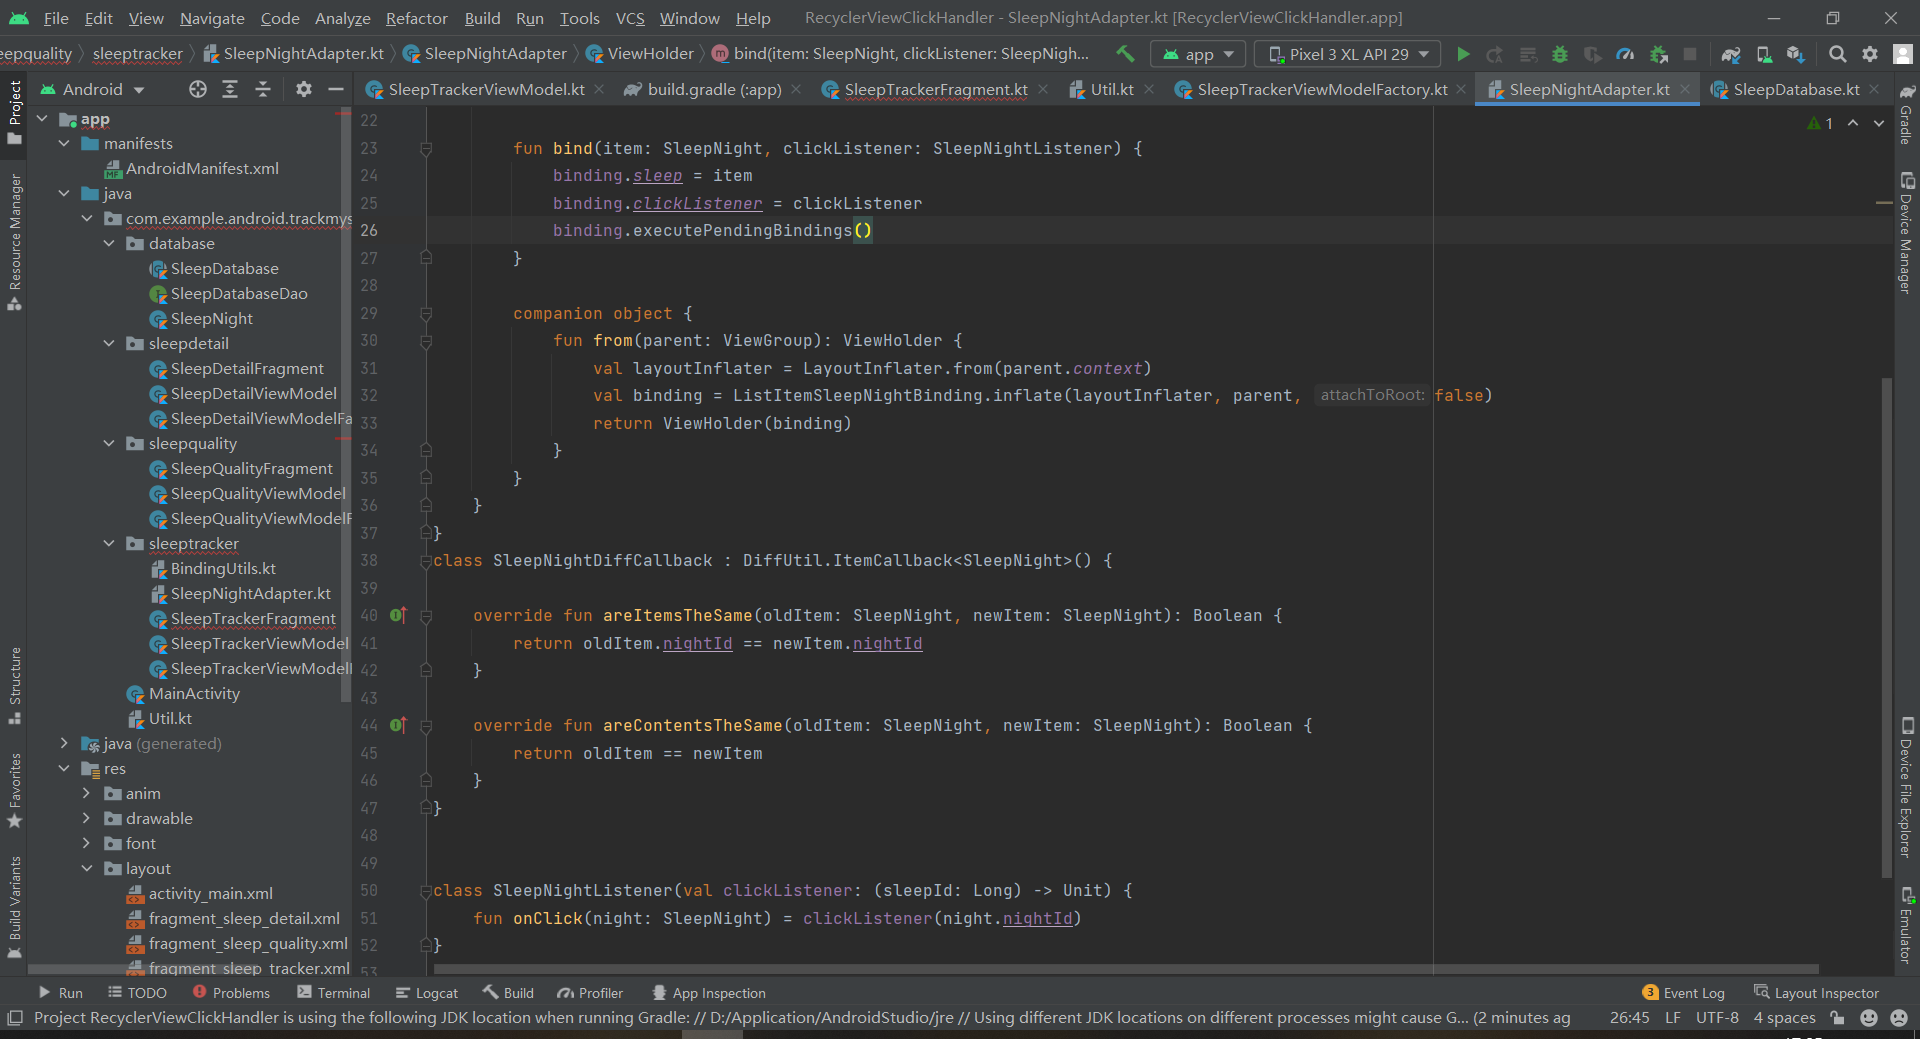 File Edit View Navigate Code Analyze Refactor Build Run Tools VCS Window Help RecyclerViewClickHandler - SleepNightAdapter.kt [RecyclerViewClickHandler.app]
sleeptracker SleepNightAdapter.kt SleepNightAdapter ViewHolder bind(item: SleepNight, clickListener: SleepNigh... app Pixel 3 XL API 29
Android SleepTrackerViewModel.kt build.gradle (:app) SleepTrackerFragment.kt Util.kt SleepTrackerViewModelFactory.kt SleepNightAdapter.kt SleepDatabase.kt
Project
Resource Manager
Structure
Favorites
Build Variants
app
manifests
AndroidManifest.xml
java
com.example.android.trackmys
database
SleepDatabase
SleepDatabaseDao
SleepNight
sleepdetail
SleepDetailFragment
SleepDetailViewModel
SleepDetailViewModelFa
sleepquality
SleepQualityFragment
SleepQualityViewModel
SleepQualityViewModelF
sleeptracker
BindingUtils.kt
SleepNightAdapter.kt
SleepTrackerFragment
SleepTrackerViewModel
SleepTrackerViewModel
MainActivity
Util.kt
java (generated)
res
anim
drawable
font
layout
activity_main.xml
fragment_sleep_detail.xml
fragment_sleep_quality.xml
fragment_sleep_tracker.xml
1
22
23 fun bind(item: SleepNight, clickListener: SleepNightListener) {
24 binding.sleep = item
25 binding.clickListener = clickListener
26 binding.executePendingBindings()
27 }
28
29 companion object {
30 fun from(parent: ViewGroup): ViewHolder {
31 val layoutInflater = LayoutInflater.from(parent.context)
32 val binding = ListItemSleepNightBinding.inflate(layoutInflater, parent, attachToRoot: false)
33 return ViewHolder(binding)
34 }
35 }
36 }
37 }
38 class SleepNightDiffCallback : DiffUtil.ItemCallback<SleepNight>() {
39
40 override fun areItemsTheSame(oldItem: SleepNight, newItem: SleepNight): Boolean {
41 return oldItem.nightId == newItem.nightId
42 }
43
44 override fun areContentsTheSame(oldItem: SleepNight, newItem: SleepNight): Boolean {
45 return oldItem == newItem
46 }
47 }
48
49
50 class SleepNightListener(val clickListener: (sleepId: Long) -> Unit) {
51 fun onClick(night: SleepNight) = clickListener(night.nightId)
52 }
53
Gradle
Device Manager
Device File Explorer
Emulator
Run TODO Problems Terminal Logcat Build Profiler App Inspection 3 Event Log Layout Inspector
Project RecyclerViewClickHandler is using the following JDK location when running Gradle: // D:/Application/AndroidStudio/jre // Using different JDK locations on different processes might cause G... (2 minutes ag 26:45 LF UTF-8 4 spaces